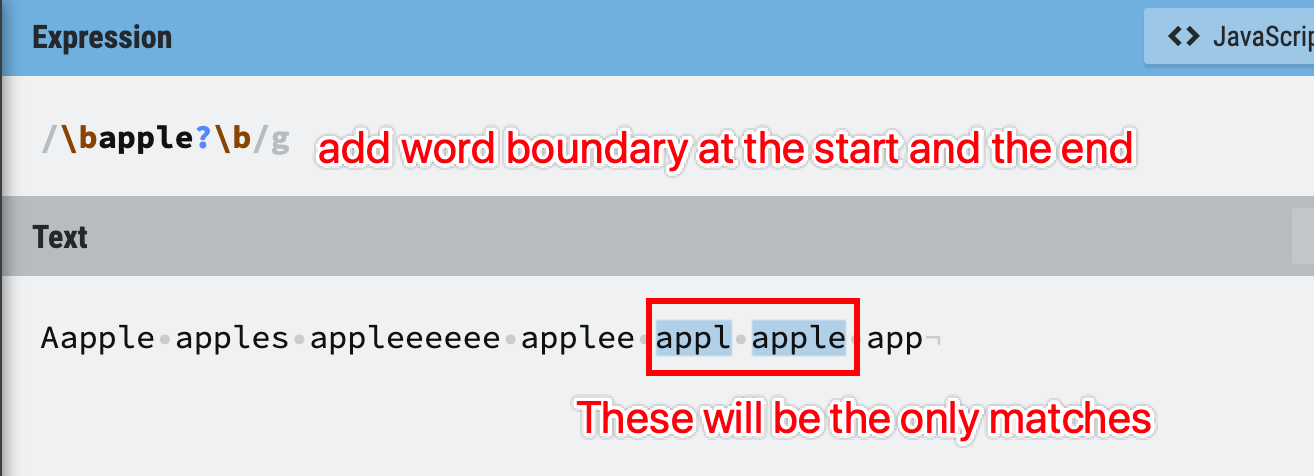 Expression
<> JavaScrip
/\bapple?\b/g add word boundary at the start and the end
Text
Aapple·apples·appleeeeee·applee·appl·apple·app¬
These will be the only matches